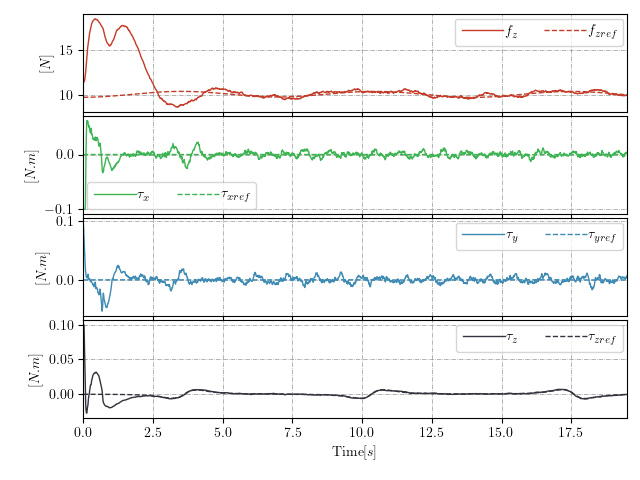 [N]
15
10
f_z f_zref
[N.m]
0.0
−0.1
τ_x τ_xref
[N.m]
0.1
0.0
τ_y τ_yref
[N.m]
0.10
0.05
0.00
τ_z τ_zref
0.0 2.5 5.0 7.5 10.0 12.5 15.0 17.5
Time[s]